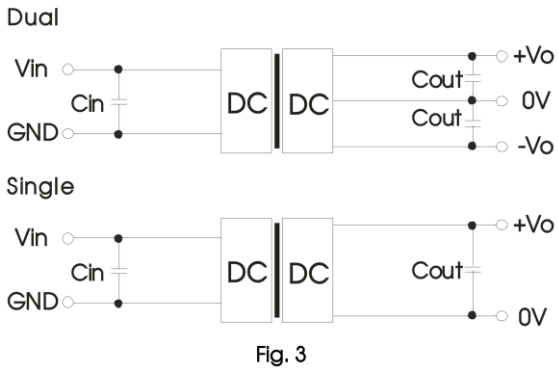 Dual
Vin
Cin
GND
DC DC
Cout
Cout
+Vo
0V
-Vo
Single
Vin
Cin
GND
DC DC
Cout
+Vo
0V
Fig. 3